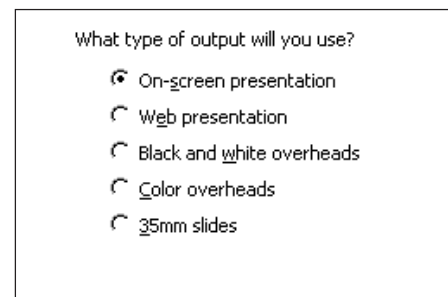 What type of output will you use?
On-screen presentation
Web presentation
Black and white overheads
Color overheads
35mm slides